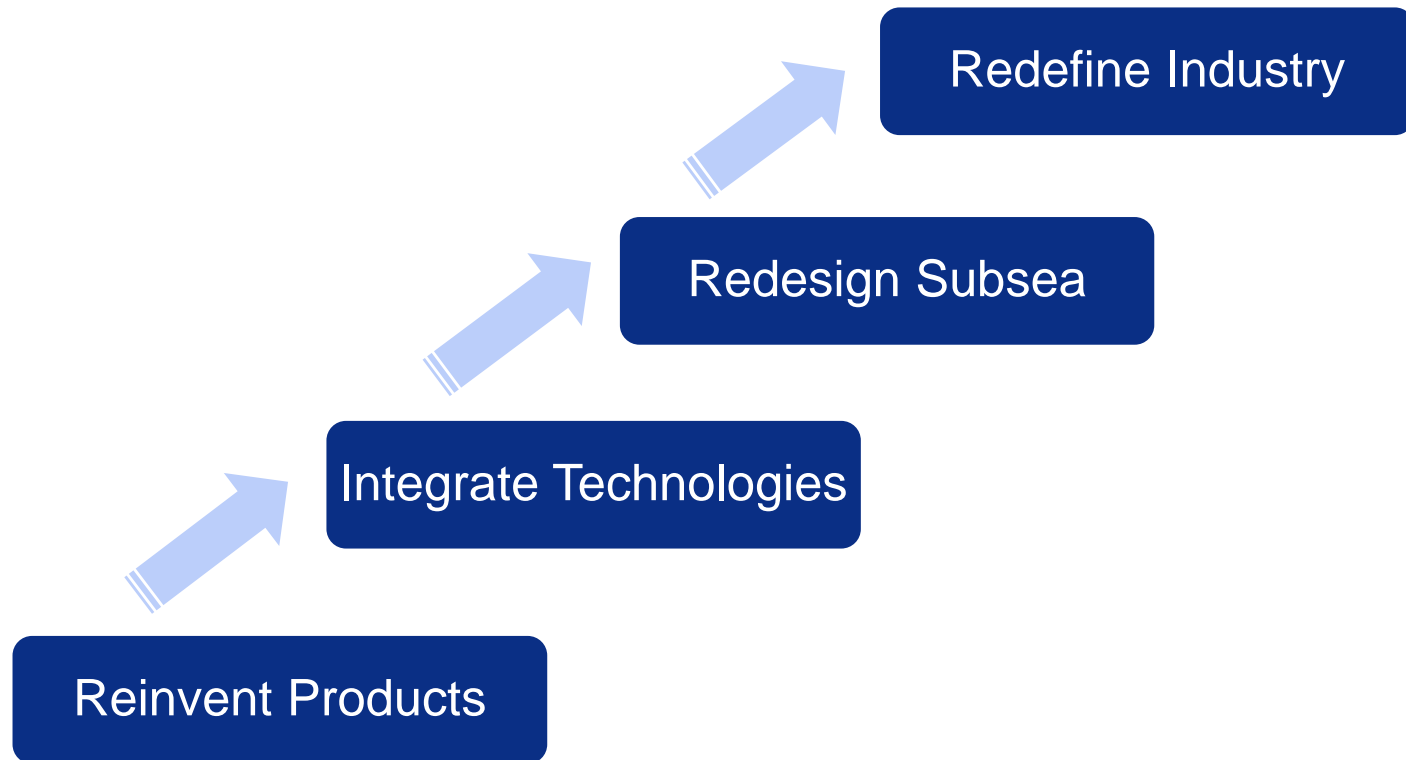 Redefine Industry
Redesign Subsea
Integrate Technologies
Reinvent Products